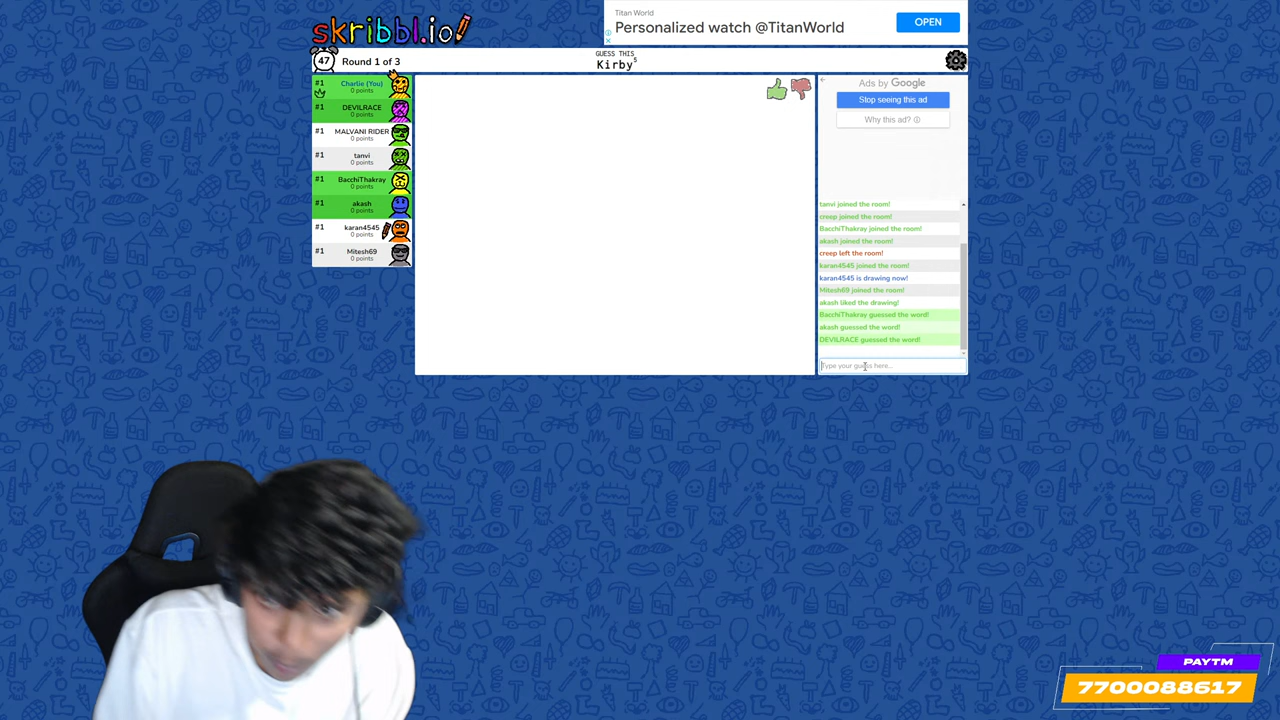 Titan World
Personalized watch @TitanWorld
OPEN
skribbl.io
47
Round 1 of 3
GUESS THIS
Kirby5
#1 Charlie (You)
0 points
#1 DEVILRACE
0 points
#1 MALVANI RIDER
0 points
#1 tanvi
0 points
#1 BacchiThakray
0 points
#1 akash
0 points
#1 karan4545
0 points
#1 Mitesh69
0 points
Ads by Google
Stop seeing this ad
Why this ad?
tanvi joined the room!
creep joined the room!
BacchiThakray joined the room!
akash joined the room!
creep left the room!
karan4545 joined the room!
karan4545 is drawing now!
Mitesh69 joined the room!
akash liked the drawing!
BacchiThakray guessed the word!
akash guessed the word!
DEVILRACE guessed the word!
Type your guess here...
PAYTM
7700088617